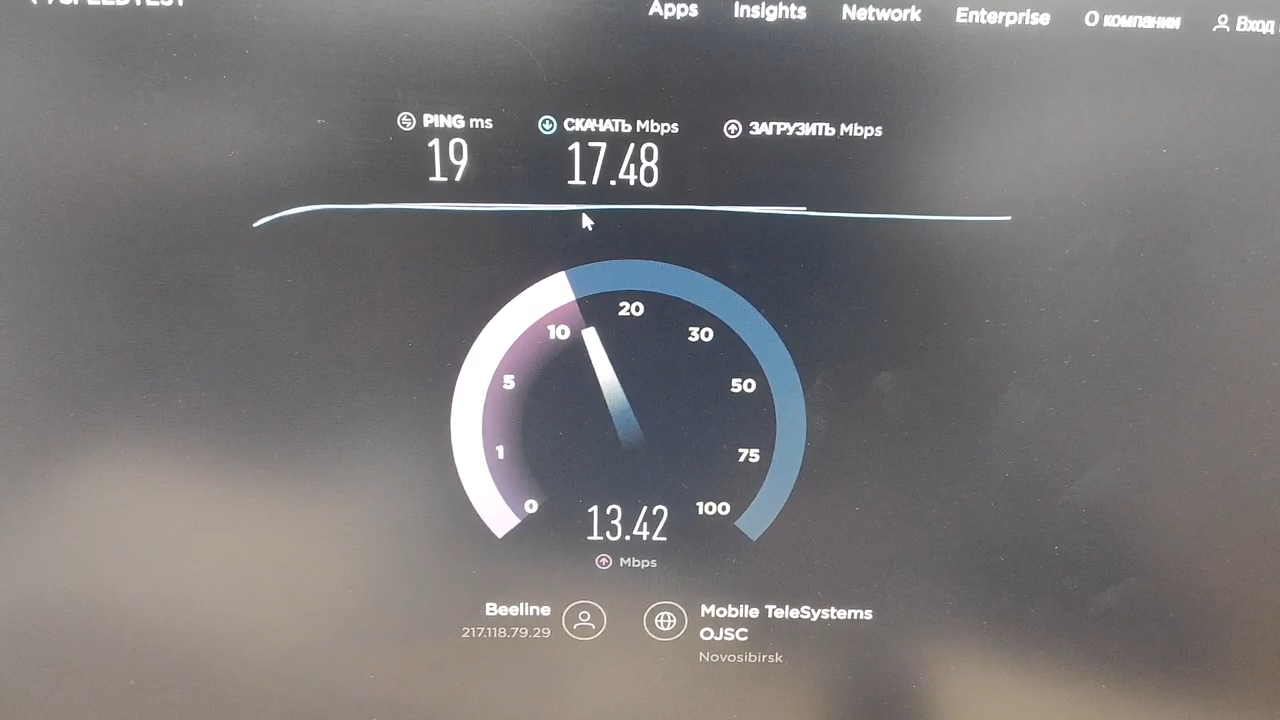 SPEEDTEST
Apps Insights Network Enterprise О компании Вход
PING ms СКАЧАТЬ Mbps ЗАГРУЗИТЬ Mbps
19 17.48
0 1 5 10 20 30 50 75 100
13.42
Mbps
Beeline
217.118.79.29
Mobile TeleSystems
OJSC
Novosibirsk